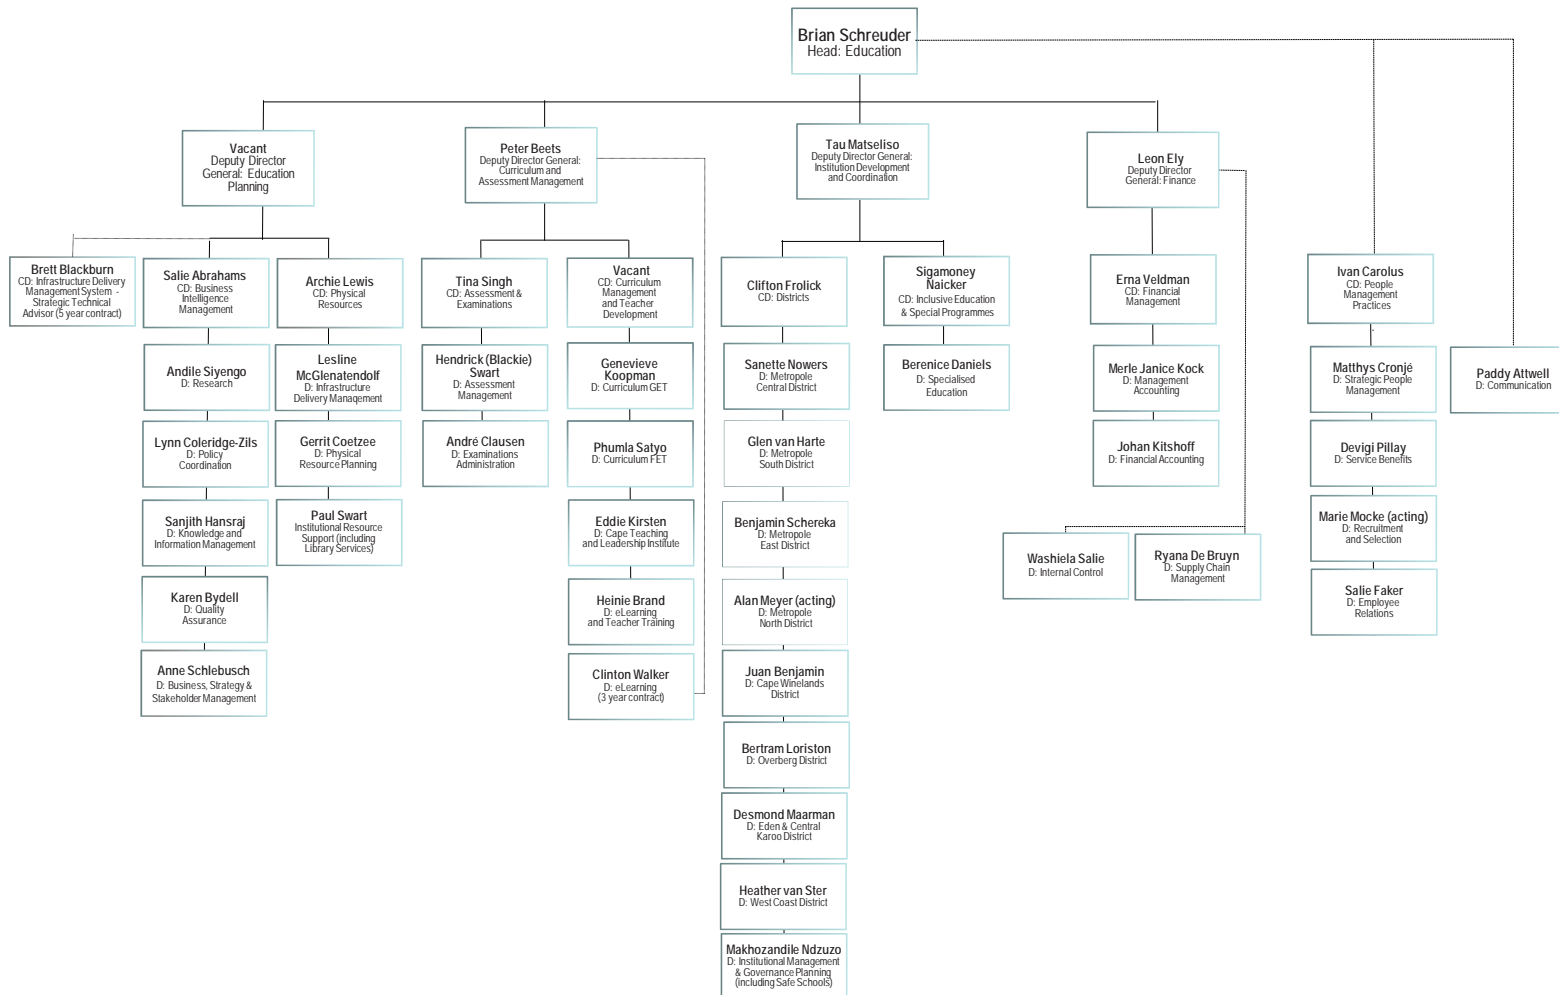 Brian Schreuder
Head: Education
Vacant
Deputy Director
General: Education
Planning
Peter Beets
Deputy Director General:
Curriculum and
Assessment Management
Tau Matseliso
Deputy Director General:
Institution Development
and Coordination
Leon Ely
Deputy Director
General: Finance
Brett Blackburn
CD: Infrastructure Delivery
Management System -
Strategic Technical
Advisor (5 year contract)
Salie Abrahams
CD: Business
Intelligence
Management
Archie Lewis
CD: Physical
Resources
Tina Singh
CD: Assessment &
Examinations
Vacant
CD: Curriculum
Management
and Teacher
Development
Clifton Frolick
CD: Districts
Sigamoney
Naicker
CD: Inclusive Education
& Special Programmes
Erna Veldman
CD: Financial
Management
Ivan Carolus
CD: People
Management
Practices
Andile Siyengo
D: Research
Lesline
McGlenatendolf
D: Infrastructure
Delivery Management
Hendrick (Blackie)
Swart
D: Assessment
Management
Genevieve
Koopman
D: Curriculum GET
Sanette Nowers
D: Metropole
Central District
Berenice Daniels
D: Specialised
Education
Merle Janice Kock
D: Management
Accounting
Matthys Cronjé
D: Strategic People
Management
Paddy Attwell
D: Communication
Lynn Coleridge-Zils
D: Policy
Coordination
Gerrit Coetzee
D: Physical
Resource Planning
André Clausen
D: Examinations
Administration
Phumla Satyo
D: Curriculum FET
Glen van Harte
D: Metropole
South District
Johan Kitshoff
D: Financial Accounting
Devigi Pillay
D: Service Benefits
Sanjith Hansraj
D: Knowledge and
Information Management
Paul Swart
Institutional Resource
Support (including
Library Services)
Eddie Kirsten
D: Cape Teaching
and Leadership Institute
Benjamin Schereka
D: Metropole
East District
Washiela Salie
D: Internal Control
Ryana De Bruyn
D: Supply Chain
Management
Marie Mocke (acting)
D: Recruitment
and Selection
Karen Bydell
D: Quality
Assurance
Heinie Brand
D: eLearning
and Teacher Training
Alan Meyer (acting)
D: Metropole
North District
Salie Faker
D: Employee
Relations
Anne Schlebusch
D: Business, Strategy &
Stakeholder Management
Clinton Walker
D: eLearning
(3 year contract)
Juan Benjamin
D: Cape Winelands
District
Bertram Loriston
D: Overberg District
Desmond Maarman
D: Eden & Central
Karoo District
Heather van Ster
D: West Coast District
Makhozandile Ndzuzo
D: Institutional Management
& Governance Planning
(including Safe Schools)